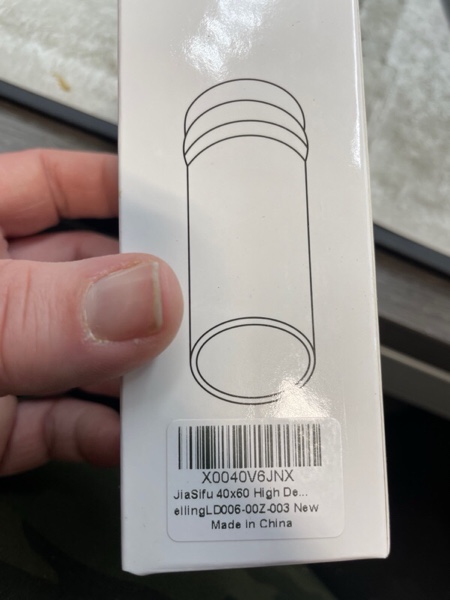 X0040V6JNX
JiaSifu 40x60 High De...
ellingLD006-00Z-003 New
Made in China